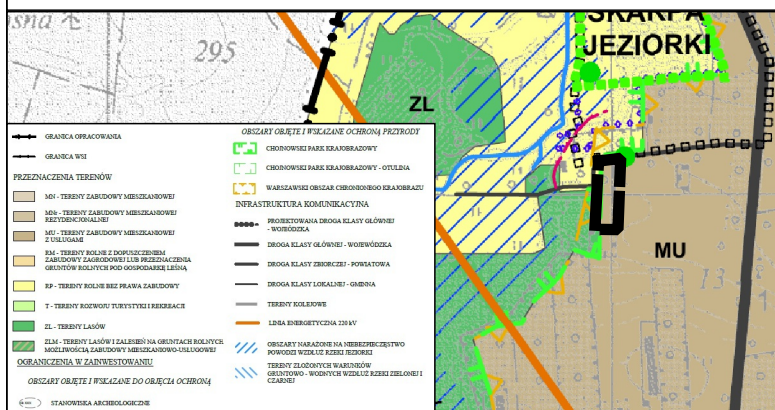 295
ZL
SKARPA
JEZIORKI
MU
13
GRANICA OPRACOWANIA
GRANICA WSI
PRZEZNACZENIA TERENÓW
MN - TERENY ZABUDOWY MIESZKANIOWEJ
MNr - TERENY ZABUDOWY MIESZKANIOWEJ
REZYDENCJONALNEJ
MU - TERENY ZABUDOWY MIESZKANIOWEJ
Z USŁUGAMI
RM - TERENY ROLNE Z DOPUSZCZENIEM
ZABUDOWY ZAGRODOWEJ LUB PRZEZNACZENIA
GRUNTÓW ROLNYCH POD GOSPODARKĘ LEŚNĄ
RP - TERENY ROLNE BEZ PRAWA ZABUDOWY
T - TERENY ROZWOJU TURYSTYKI I REKREACJI
ZL - TERENY LASÓW
ZLM - TERENY LASÓW I ZALESIEŃ NA GRUNTACH ROLNYCH
MOŻLIWOŚCIĄ ZABUDOWY MIESZKANIOWO-USŁUGOWEJ
OGRANICZENIA W ZAINWESTOWANIU
OBSZARY OBJĘTE I WSKAZANE DO OBJĘCIA OCHRONĄ
STANOWISKA ARCHEOLOGICZNE
OBSZARY OBJĘTE I WSKAZANE OCHRONĄ PRZYRODY
CHOJNOWSKI PARK KRAJOBRAZOWY
CHOJNOWSKI PARK KRAJOBRAZOWY - OTULINA
WARSZAWSKI OBSZAR CHRONIONEGO KRAJOBRAZU
INFRASTRUKTURA KOMUNIKACYJNA
PROJEKTOWANA DROGA KLASY GŁÓWNEJ
- WOJEÓDZKA
DROGA KLASY GŁÓWNEJ - WOJEWÓDZKA
DROGA KLASY ZBIORCZEJ - POWIATOWA
DROGA KLASY LOKALNEJ - GMINNA
TERENY KOLEJOWE
LINIA ENERGETYCZNA 220 kV
OBSZARY NARAŻONE NA NIEBEZPIECZEŃSTWO
POWODZI WZDŁUŻ RZEKI JEZIORKI
TERENY ZŁOŻONYCH WARUNKÓW
GRUNTOWO - WODNYCH WZDŁUŻ RZEKI ZIELONEJ I
CZARNEJ